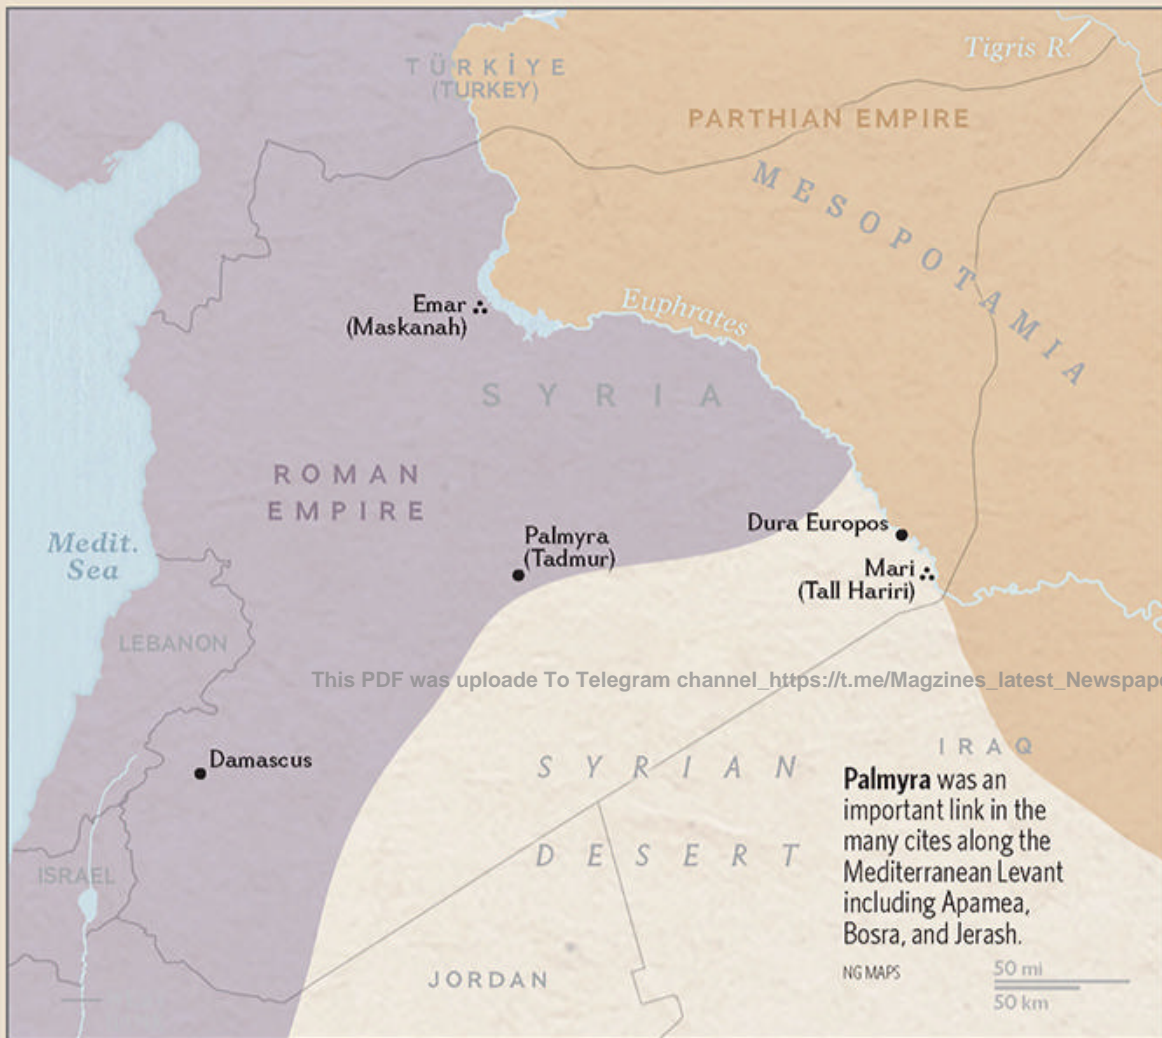 TÜRKİYE
(TURKEY)
Tigris R.
PARTHIAN EMPIRE
MESOPOTAMIA
Emar
(Maskanah)
Euphrates
SYRIA
ROMAN
EMPIRE
Medit.
Sea
Palmyra
(Tadmur)
Dura Europos
Mari
(Tall Hariri)
LEBANON
This PDF was uploade To Telegram channel_https://t.me/Magzines_latest_Newspape
Damascus
SYRIAN
DESERT
IRAQ
ISRAEL
JORDAN
Palmyra was an
important link in the
many cites along the
Mediterranean Levant
including Apamea,
Bosra, and Jerash.
NG MAPS
50 mi
50 km